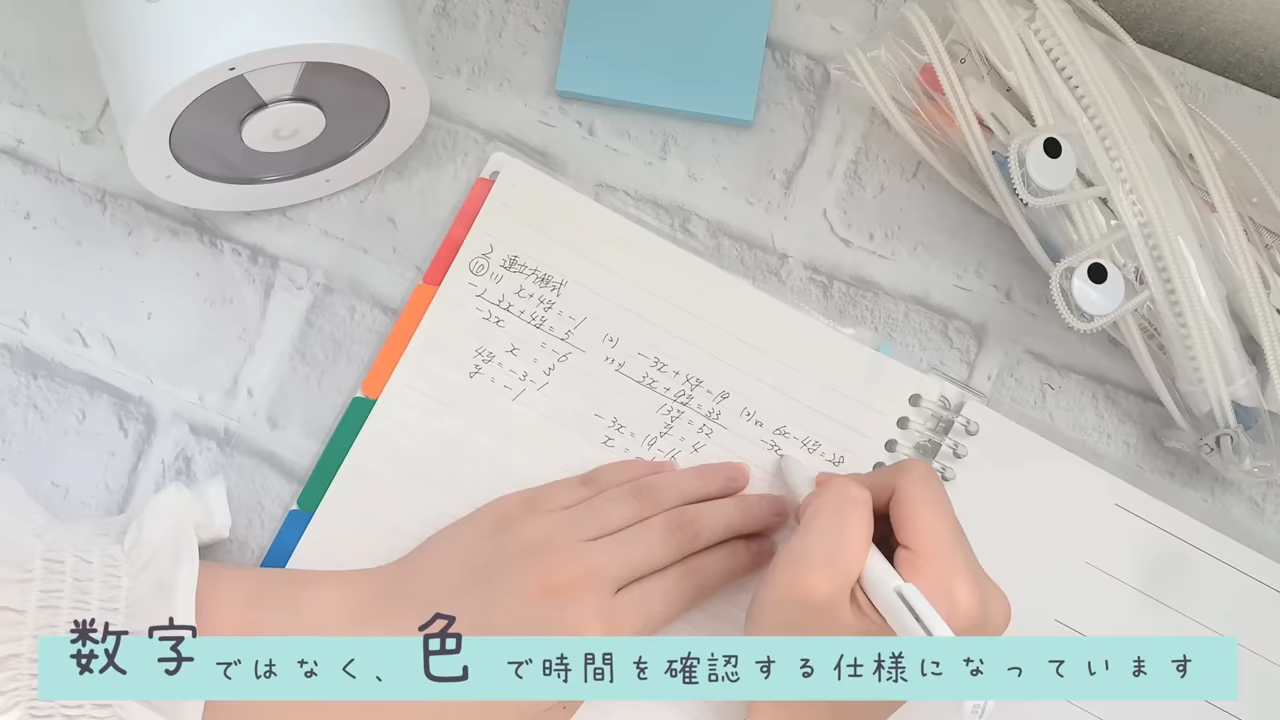 2 連立方程式
⑩(1) x+4y=-1
-) 3x+4y=5
-2x =-6
x =3
4y=-3-1
y=-1
(2) -3x+4y=19
3x+9y=33
13y=52
y=4
-3x=19-16
6x-4y=28
-3x
数字ではなく、色で時間を確認する仕様になっています